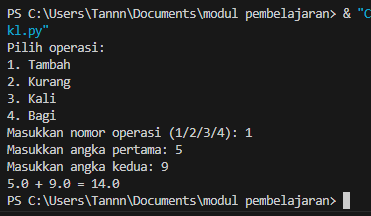 PS C:\Users\Tannn\Documents\modul pembelajaran> & "C
kl.py"
Pilih operasi:
1. Tambah
2. Kurang
3. Kali
4. Bagi
Masukkan nomor operasi (1/2/3/4): 1
Masukkan angka pertama: 5
Masukkan angka kedua: 9
5.0 + 9.0 = 14.0
PS C:\Users\Tannn\Documents\modul pembelajaran>